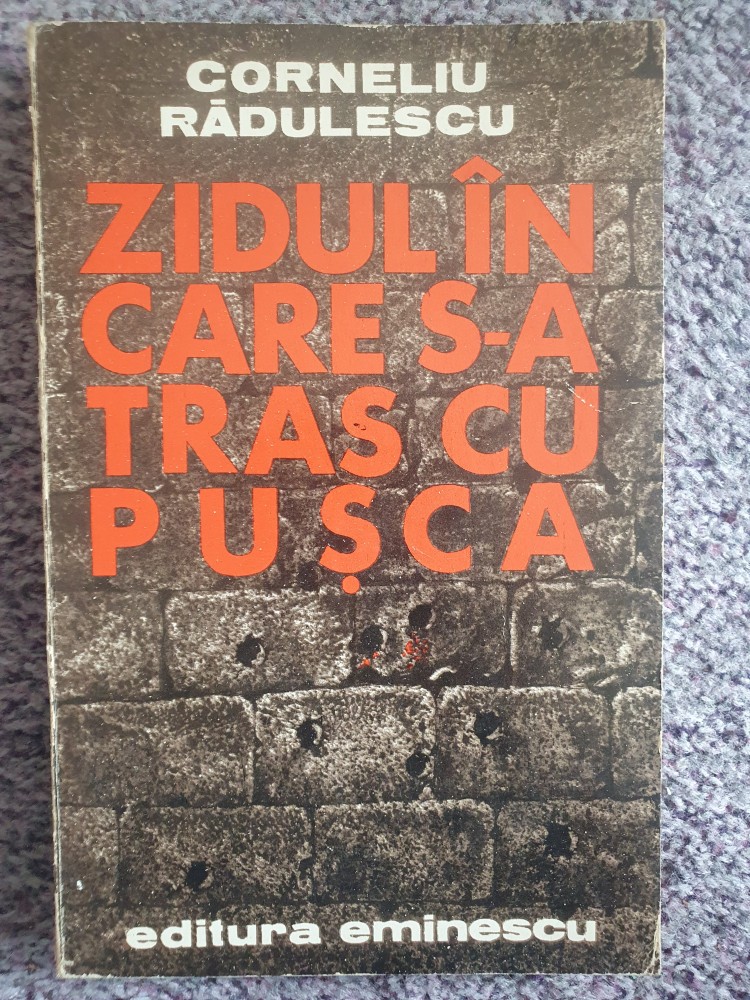 CORNELIU
RĂDULESCU
ZIDUL ÎN
CARE S-A
TRAS CU
PUȘCA
editura eminescu